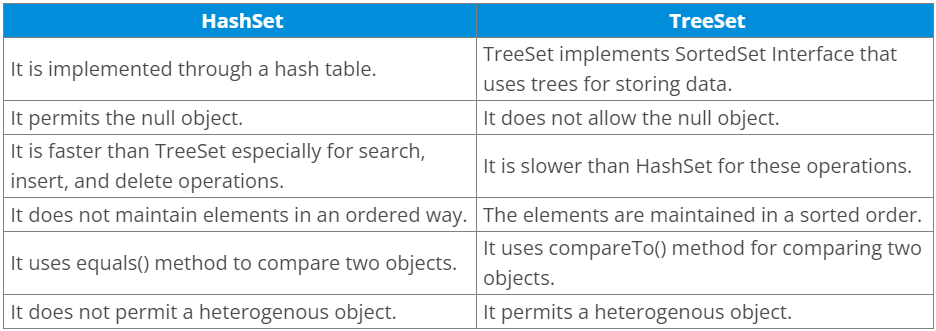 HashSet
TreeSet
It is implemented through a hash table.
TreeSet implements SortedSet Interface that
uses trees for storing data.
It permits the null object.
It does not allow the null object.
It is faster than TreeSet especially for search,
insert, and delete operations.
It is slower than HashSet for these operations.
It does not maintain elements in an ordered way.
The elements are maintained in a sorted order.
It uses equals() method to compare two objects.
It uses compareTo() method for comparing two
objects.
It does not permit a heterogenous object.
It permits a heterogenous object.